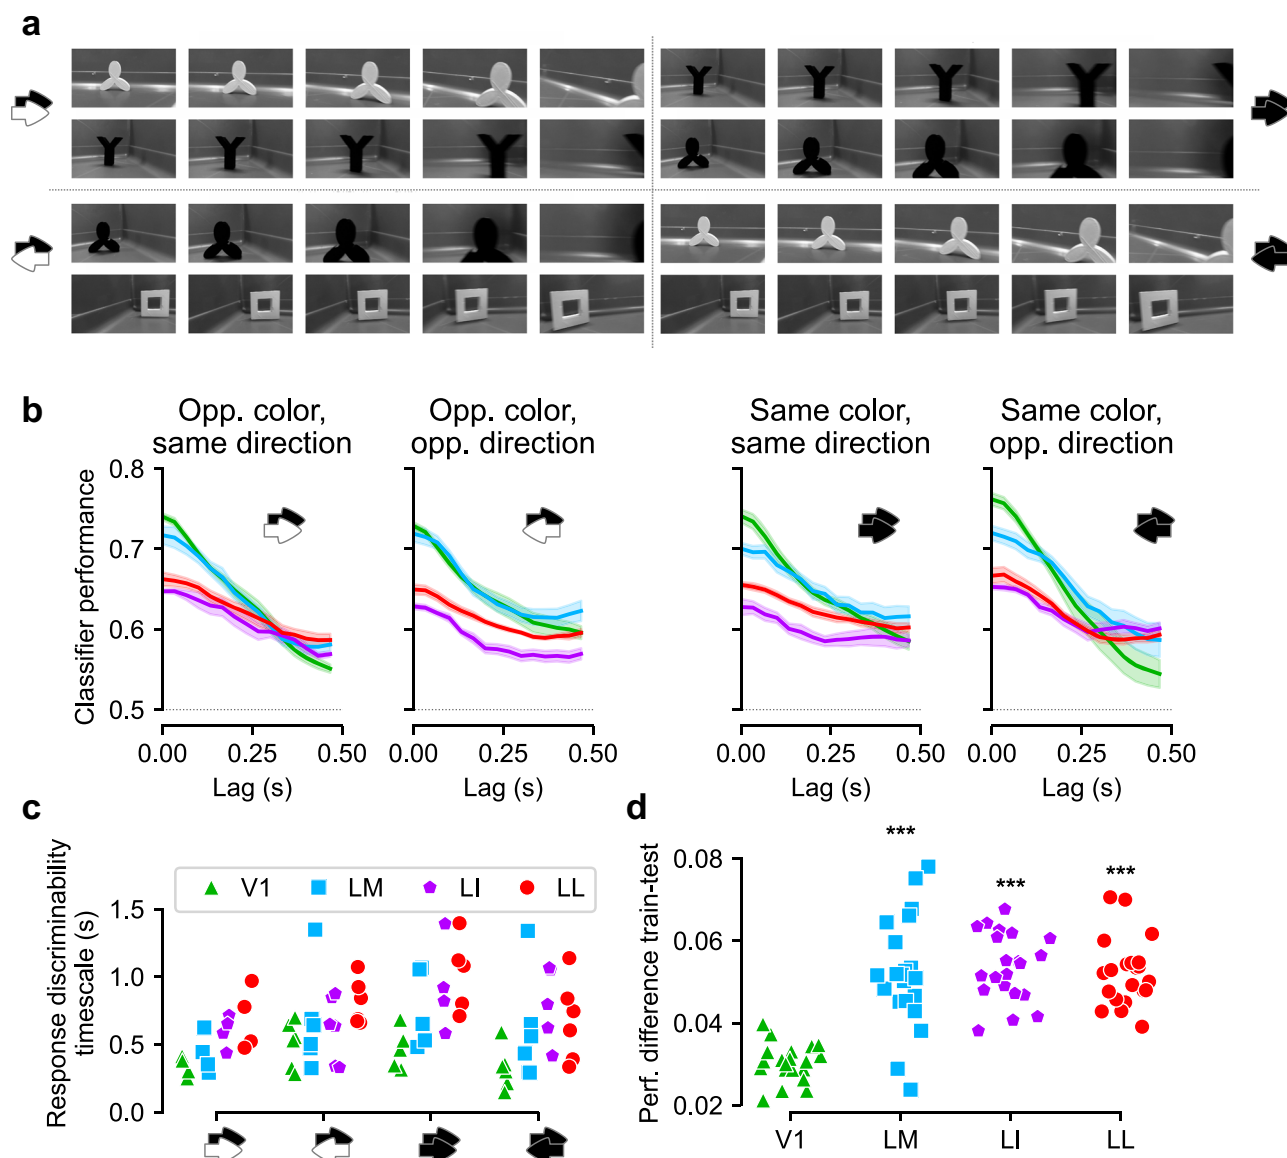 a
b
Opp. color,
same direction
Opp. color,
opp. direction
Same color,
same direction
Same color,
opp. direction
Classifier performance
0.8
0.7
0.6
0.5
0.00 0.25 0.50
0.00 0.25 0.50
0.00 0.25 0.50
0.00 0.25 0.50
Lag (s)
Lag (s)
Lag (s)
Lag (s)
c
Response discriminability
timescale (s)
V1 LM LI LL
1.5
1.0
0.5
0.0
d
Perf. difference train-test
0.08
0.06
0.04
0.02
***
***
***
V1 LM LI LL